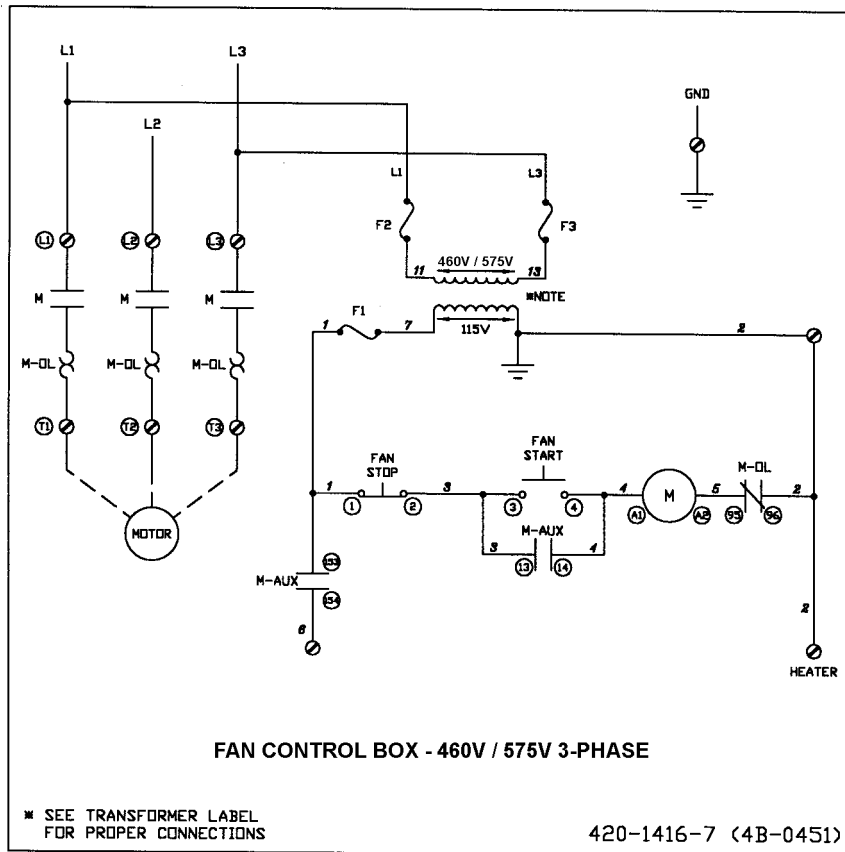 L1
L3
L2
GND
L1
L3
F2
F3
L1
L2
L3
11
460V / 575V
13
*NOTE
M
M
M
F1
1
7
115V
2
M-OL
M-OL
M-OL
T1
T2
T3
FAN
STOP
FAN
START
M-OL
1
3
4
M
5
2
1
2
3
4
A1
A2
95
96
MOTOR
M-AUX
3
4
13
14
153
M-AUX
154
6
2
HEATER
FAN CONTROL BOX - 460V / 575V 3-PHASE
* SEE TRANSFORMER LABEL
FOR PROPER CONNECTIONS
420-1416-7 (4B-0451)